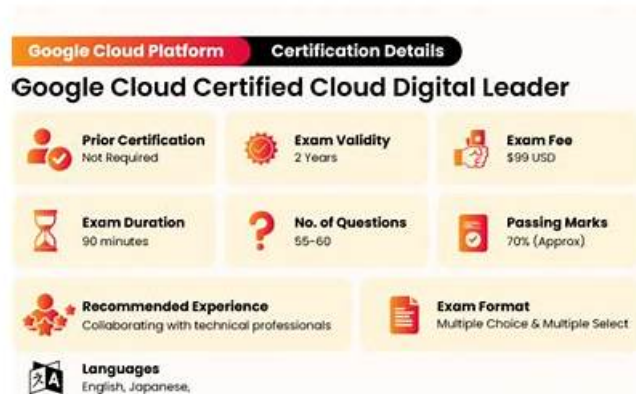 Google Cloud Platform
Certification Details
Google Cloud Certified Cloud Digital Leader
Prior Certification
Not Required
Exam Validity
2 Years
Exam Fee
$99 USD
Exam Duration
90 minutes
No. of Questions
55-60
Passing Marks
70% (Approx)
Recommended Experience
Collaborating with technical professionals
Exam Format
Multiple Choice & Multiple Select
文A
Languages
English, Japanese,